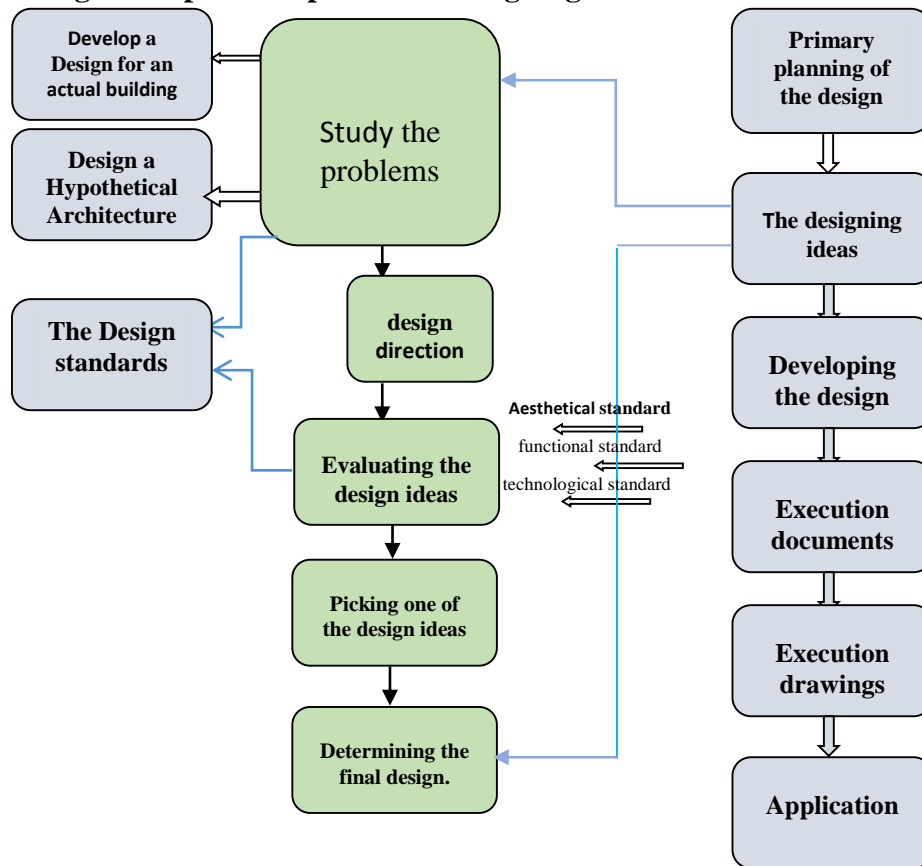 Develop a
Design for an
actual building
Design a
Hypothetical
Architecture
The Design
standards
Study the
problems
design
direction
Evaluating the
design ideas
Picking one of
the design ideas
Determining the
final design.
Aesthetical standard
functional standard
technological standard
Primary
planning of
the design
The designing
ideas
Developing
the design
Execution
documents
Execution
drawings
Application